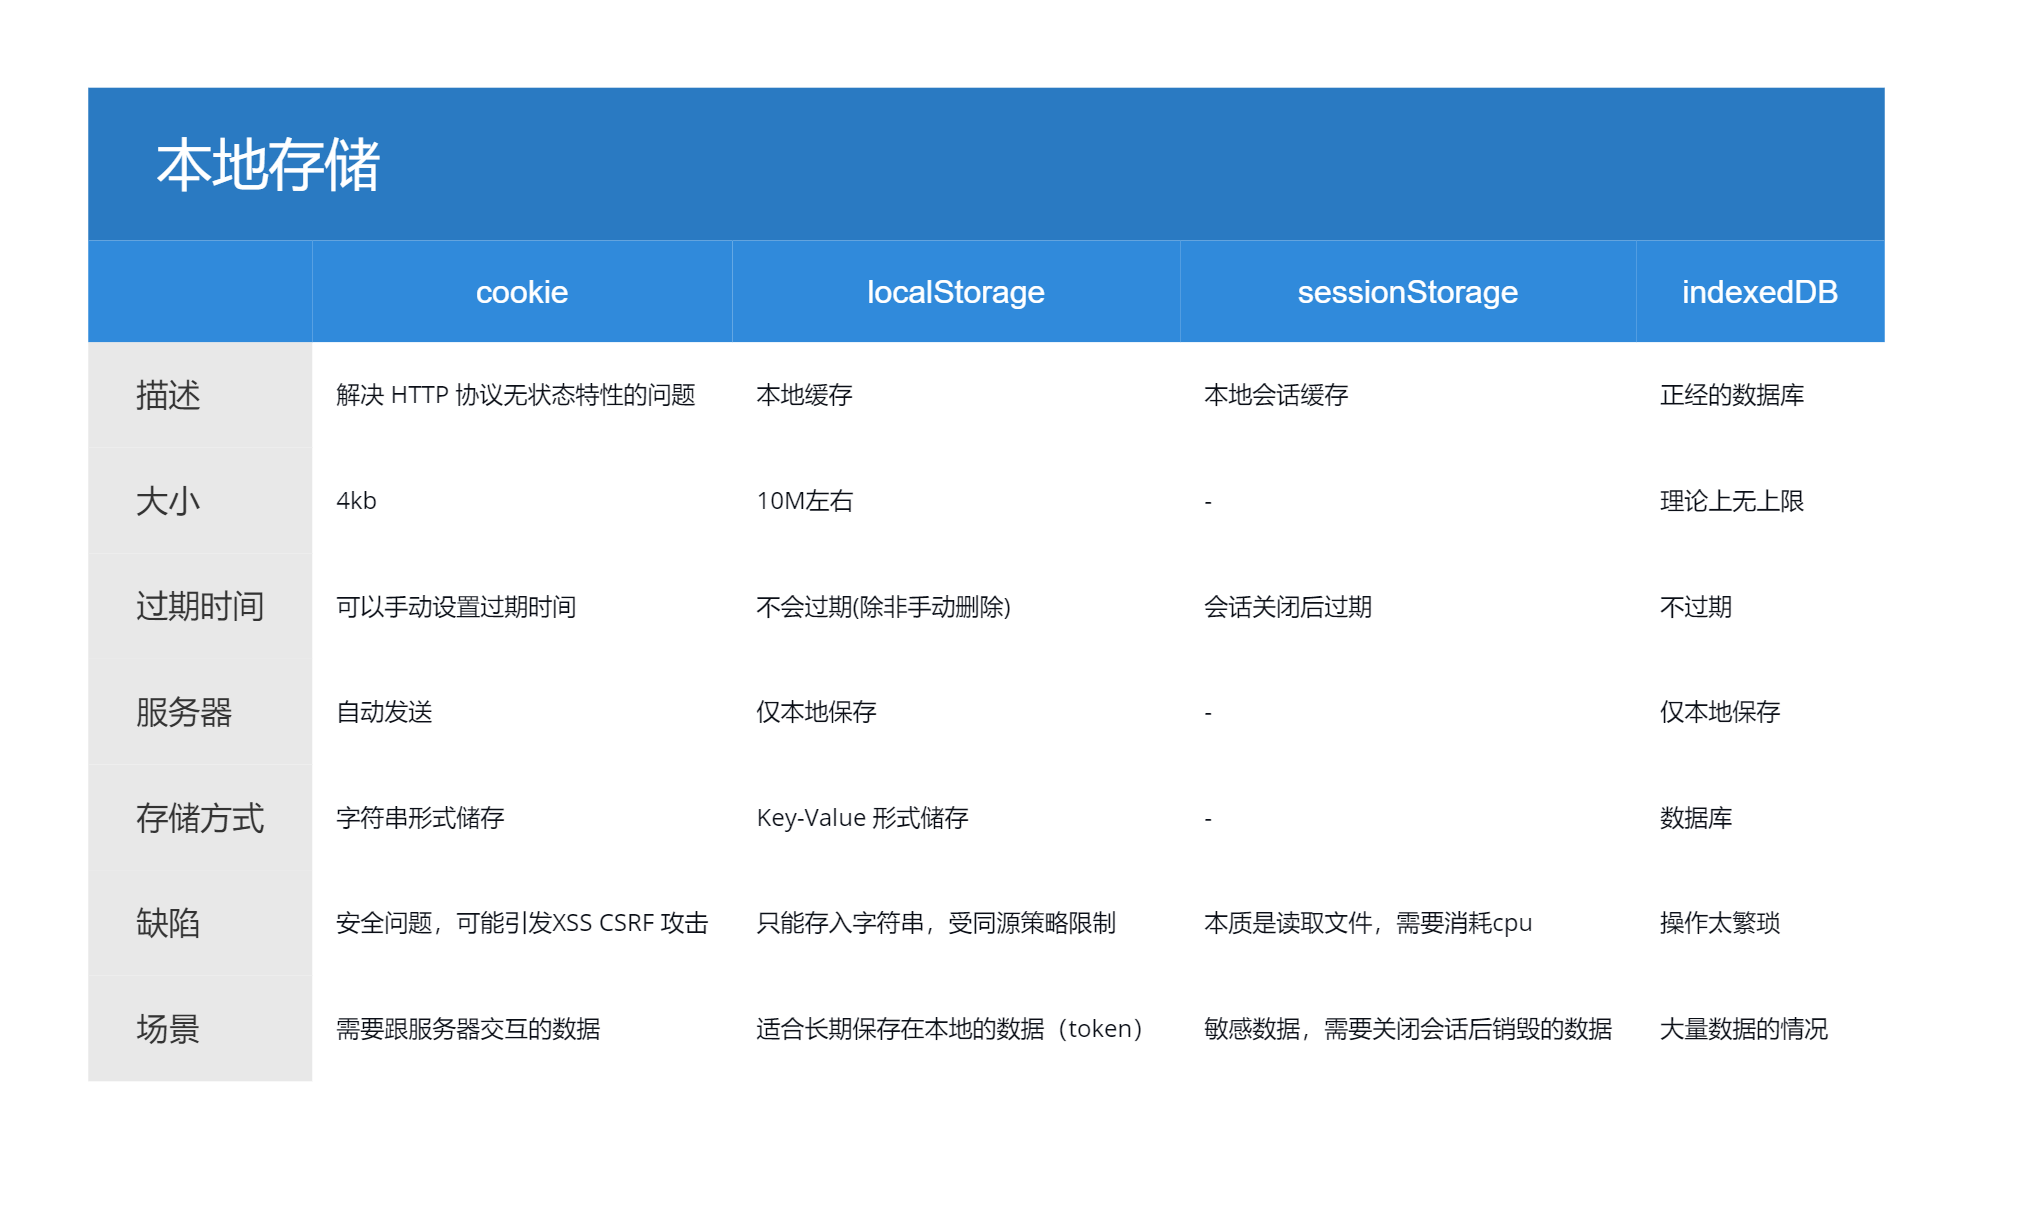 本地存储
cookie localStorage sessionStorage indexedDB
描述 解决 HTTP 协议无状态特性的问题 本地缓存 本地会话缓存 正经的数据库
大小 4kb 10M左右 - 理论上无上限
过期时间 可以手动设置过期时间 不会过期(除非手动删除) 会话关闭后过期 不过期
服务器 自动发送 仅本地保存 - 仅本地保存
存储方式 字符串形式储存 Key-Value 形式储存 - 数据库
缺陷 安全问题，可能引发XSS CSRF 攻击 只能存入字符串，受同源策略限制 本质是读取文件，需要消耗cpu 操作太繁琐
场景 需要跟服务器交互的数据 适合长期保存在本地的数据（token） 敏感数据，需要关闭会话后销毁的数据 大量数据的情况